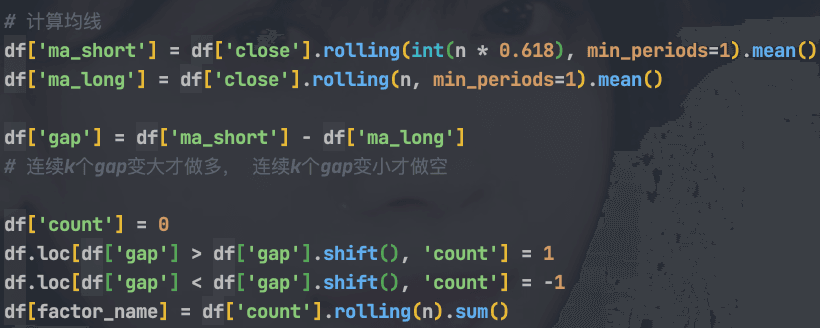 # 计算均线
df['ma_short'] = df['close'].rolling(int(n * 0.618), min_periods=1).mean()
df['ma_long'] = df['close'].rolling(n, min_periods=1).mean()
df['gap'] = df['ma_short'] - df['ma_long']
# 连续k个gap变大才做多， 连续k个gap变小才做空
df['count'] = 0
df.loc[df['gap'] > df['gap'].shift(), 'count'] = 1
df.loc[df['gap'] < df['gap'].shift(), 'count'] = -1
df[factor_name] = df['count'].rolling(n).sum()